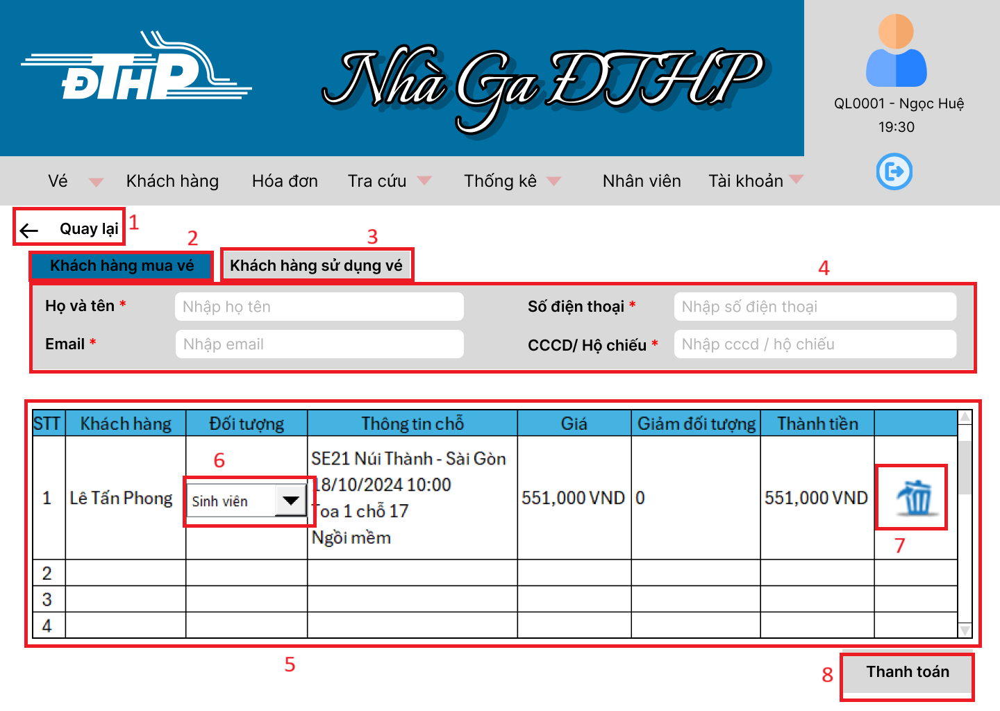 ĐTHP
Nhà Ga ĐTHP
QL0001 - Ngọc Huệ
19:30
Vé Khách hàng Hóa đơn Tra cứu Thống kê Nhân viên Tài khoản
Quay lại 1
2 3 4
Khách hàng mua vé Khách hàng sử dụng vé
Họ và tên * Nhập họ tên Số điện thoại * Nhập số điện thoại
Email * Nhập email CCCD/ Hộ chiếu * Nhập cccd / hộ chiếu
STT Khách hàng Đối tượng Thông tin chỗ Giá Giảm đối tượng Thành tiền
6
SE21 Núi Thành - Sài Gòn
18/10/2024 10:00
1 Lê Tấn Phong Sinh viên Toa 1 chỗ 17 551,000 VND 0 551,000 VND
Ngồi mềm
7
2
3
4
5
8 Thanh toán